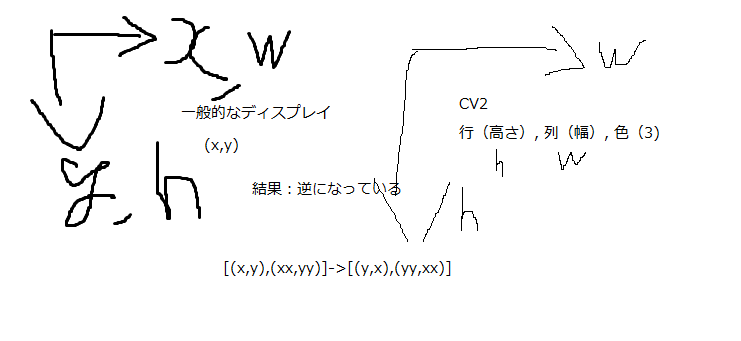 x, w
y, h
一般的なディスプレイ
(x,y)
w
CV2
行（高さ）, 列（幅）, 色（3）
h w
h
結果：逆になっている
[(x,y),(xx,yy)]->[(y,x),(yy,xx)]